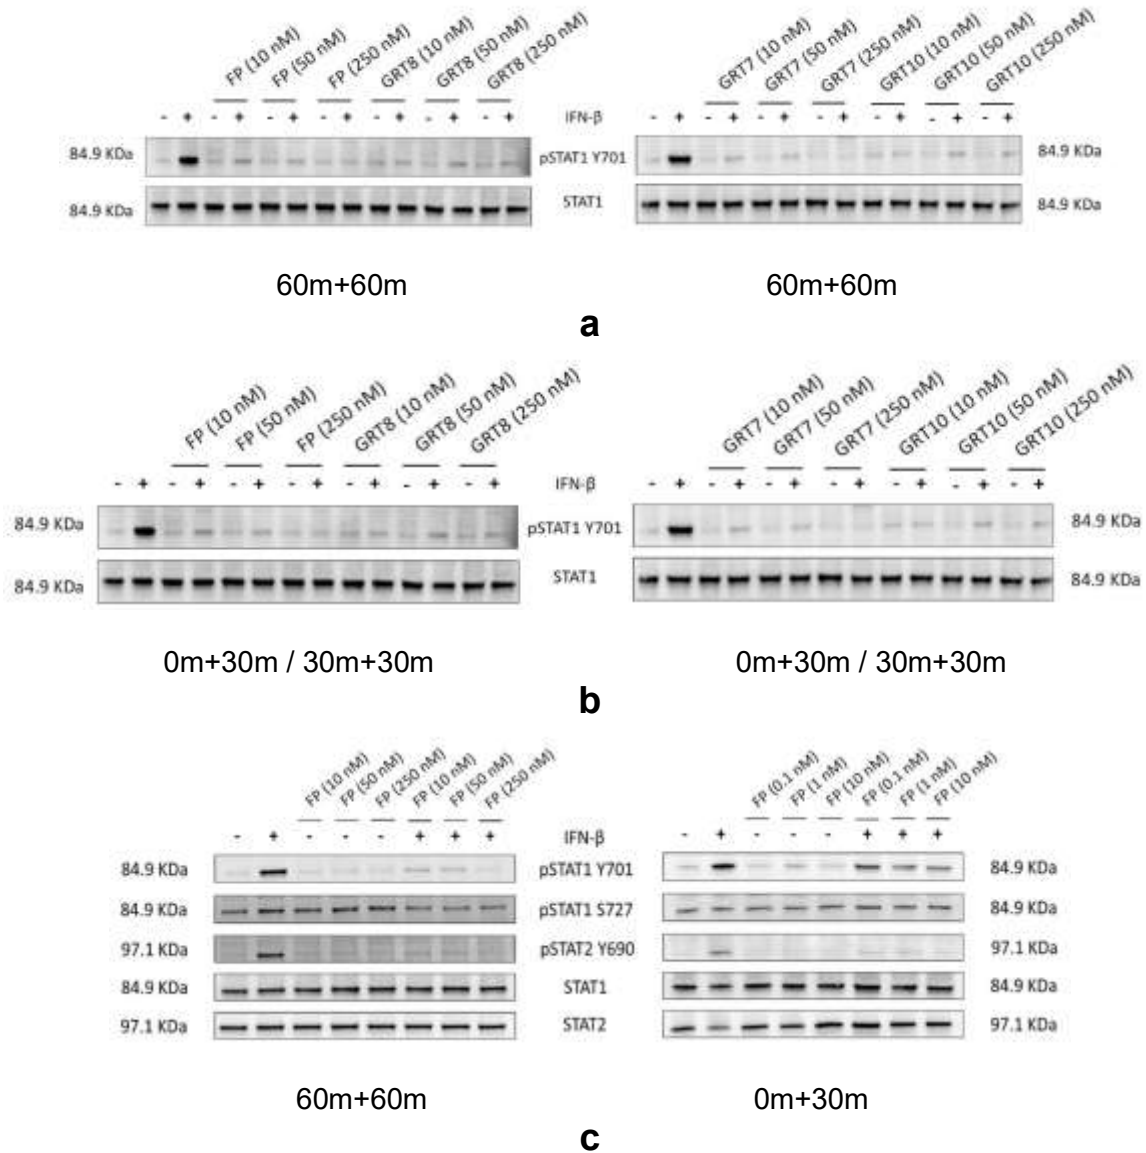 FP (10 nM) FP (50 nM) FP (250 nM) GRT8 (10 nM) GRT8 (50 nM) GRT8 (250 nM) GRT7 (10 nM) GRT7 (50 nM) GRT7 (250 nM) GRT10 (10 nM) GRT10 (50 nM) GRT10 (250 nM)
- + - + - + - + - + - + - + IFN-β - + - + - + - + - + - + - +
84.9 KDa pSTAT1 Y701 84.9 KDa
84.9 KDa STAT1 84.9 KDa
60m+60m 60m+60m
a
FP (10 nM) FP (50 nM) FP (250 nM) GRT8 (10 nM) GRT8 (50 nM) GRT8 (250 nM) GRT7 (10 nM) GRT7 (50 nM) GRT7 (250 nM) GRT10 (10 nM) GRT10 (50 nM) GRT10 (250 nM)
- + - + - + - + - + - + - + IFN-β - + - + - + - + - + - + - +
84.9 KDa pSTAT1 Y701 84.9 KDa
84.9 KDa STAT1 84.9 KDa
0m+30m / 30m+30m 0m+30m / 30m+30m
b
FP (10 nM) FP (50 nM) FP (250 nM) FP (10 nM) FP (50 nM) FP (250 nM) FP (0.1 nM) FP (1 nM) FP (10 nM) FP (0.1 nM) FP (1 nM) FP (10 nM)
- + - - - + + + IFN-β - + - - - + + +
84.9 KDa pSTAT1 Y701 84.9 KDa
84.9 KDa pSTAT1 S727 84.9 KDa
97.1 KDa pSTAT2 Y690 97.1 KDa
84.9 KDa STAT1 84.9 KDa
97.1 KDa STAT2 97.1 KDa
60m+60m 0m+30m
c